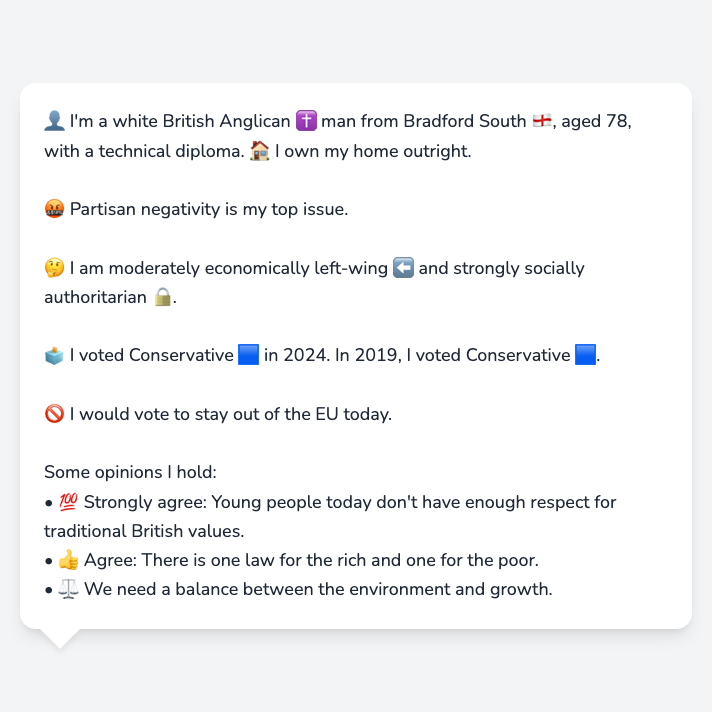 👤 I'm a white British Anglican ✝️ man from Bradford South 🏴󠁧󠁢󠁥󠁮󠁧󠁿, aged 78,
with a technical diploma. 🏠 I own my home outright.
🤬 Partisan negativity is my top issue.
🤔 I am moderately economically left-wing ⬅️ and strongly socially
authoritarian 🔒.
🗳️ I voted Conservative 🟦 in 2024. In 2019, I voted Conservative 🟦.
🚫 I would vote to stay out of the EU today.
Some opinions I hold:
• 💯 Strongly agree: Young people today don't have enough respect for
traditional British values.
• 👍 Agree: There is one law for the rich and one for the poor.
• ⚖️ We need a balance between the environment and growth.